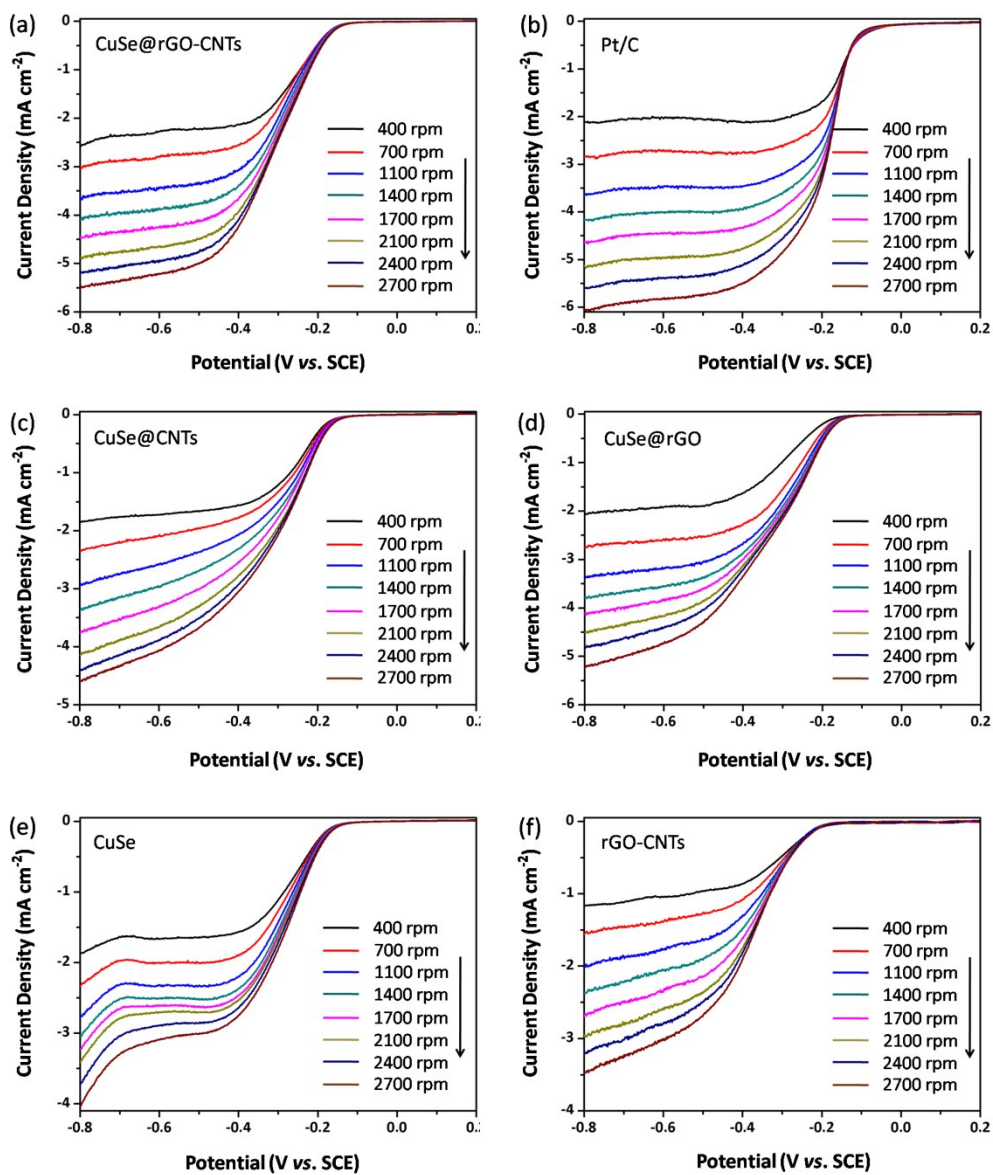 (a)
CuSe@rGO-CNTs
0
-1
-2
-3
-4
-5
-6
400 rpm
700 rpm
1100 rpm
1400 rpm
1700 rpm
2100 rpm
2400 rpm
2700 rpm
-0.8 -0.6 -0.4 -0.2 0.0 0.2
Current Density (mA cm-2)
Potential (V vs. SCE)
(b)
Pt/C
0
-1
-2
-3
-4
-5
-6
400 rpm
700 rpm
1100 rpm
1400 rpm
1700 rpm
2100 rpm
2400 rpm
2700 rpm
-0.8 -0.6 -0.4 -0.2 0.0 0.2
Current Density (mA cm-2)
Potential (V vs. SCE)
(c)
CuSe@CNTs
0
-1
-2
-3
-4
-5
400 rpm
700 rpm
1100 rpm
1400 rpm
1700 rpm
2100 rpm
2400 rpm
2700 rpm
-0.8 -0.6 -0.4 -0.2 0.0 0.2
Current Density (mA cm-2)
Potential (V vs. SCE)
(d)
CuSe@rGO
0
-1
-2
-3
-4
-5
-6
400 rpm
700 rpm
1100 rpm
1400 rpm
1700 rpm
2100 rpm
2400 rpm
2700 rpm
-0.8 -0.6 -0.4 -0.2 0.0 0.2
Current Density (mA cm-2)
Potential (V vs. SCE)
(e)
CuSe
0
-1
-2
-3
-4
400 rpm
700 rpm
1100 rpm
1400 rpm
1700 rpm
2100 rpm
2400 rpm
2700 rpm
-0.8 -0.6 -0.4 -0.2 0.0 0.2
Current Density (mA cm-2)
Potential (V vs. SCE)
(f)
rGO-CNTs
0
-1
-2
-3
-4
400 rpm
700 rpm
1100 rpm
1400 rpm
1700 rpm
2100 rpm
2400 rpm
2700 rpm
-0.8 -0.6 -0.4 -0.2 0.0 0.2
Current Density (mA cm-2)
Potential (V vs. SCE)